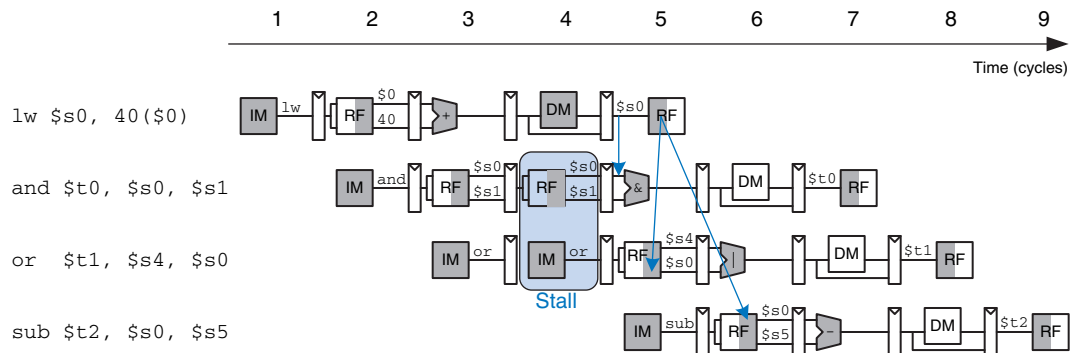 1 2 3 4 5 6 7 8 9
Time (cycles)
lw $s0, 40($0)
IM lw RF $0 40 + DM $s0 RF
and $t0, $s0, $s1
IM and RF $s0 $s1 RF $s0 $s1 & DM $t0 RF
or $t1, $s4, $s0
IM or IM or RF $s4 $s0 | DM $t1 RF
Stall
sub $t2, $s0, $s5
IM sub RF $s0 $s5 - DM $t2 RF